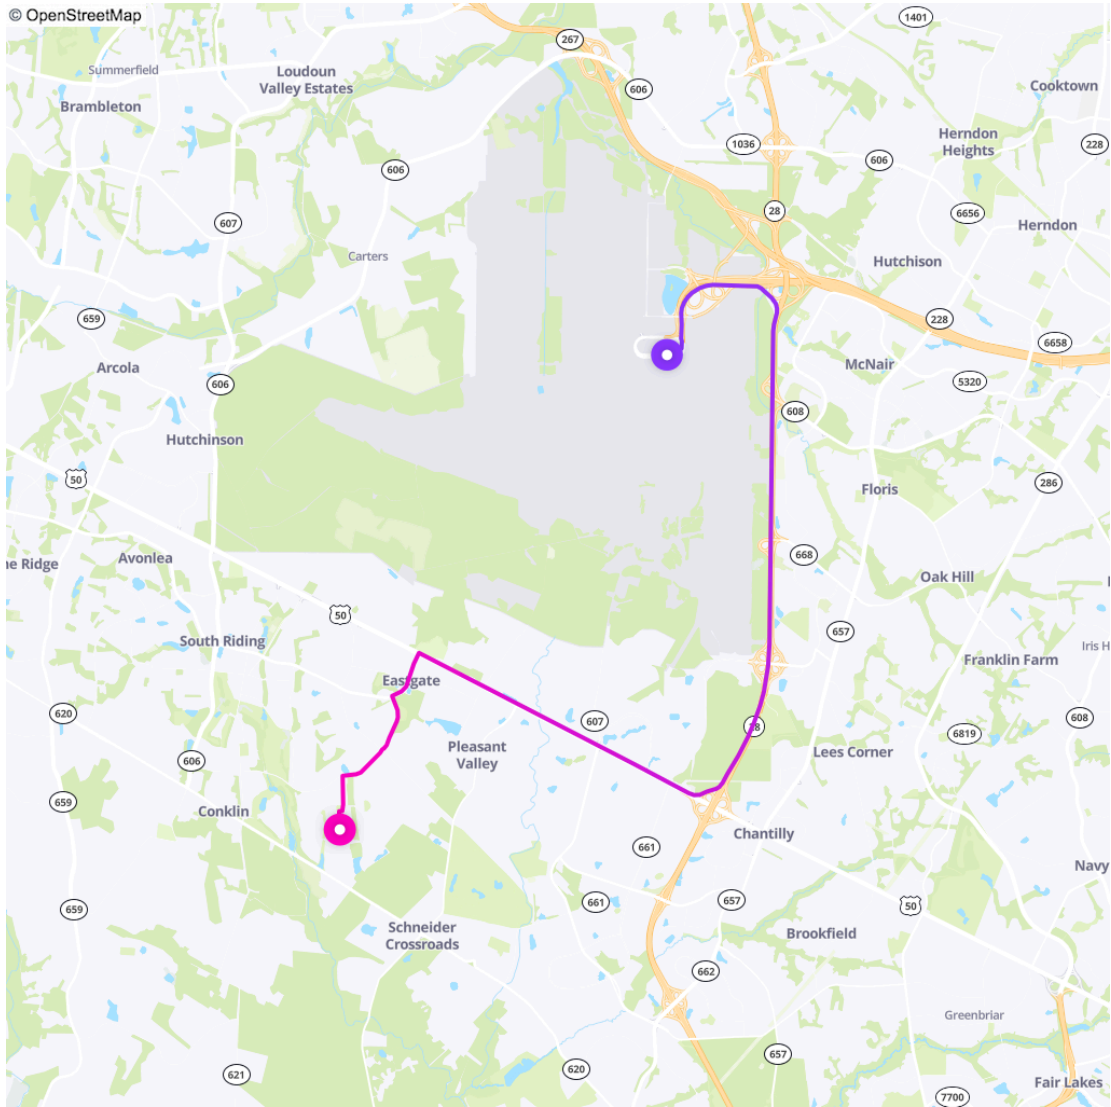 © OpenStreetMap
1401
267
Summerfield
Loudoun
Valley Estates
606
Cooktown
Brambleton
Herndon
Heights
1036
228
606
606
28
6656
607
Herndon
Carters
Hutchison
659
228
6658
Arcola
McNair
606
5320
608
Hutchinson
50
286
Floris
Avonlea
668
ne Ridge
Oak Hill
50
657
South Riding
Iris H
Franklin Farm
Eastgate
620
607
608
28
6819
Pleasant
Valley
Lees Corner
606
659
Conklin
Chantilly
661
Navy
657
661
50
659
Schneider
Crossroads
Brookfield
662
Greenbriar
657
620
621
Fair Lakes
7700